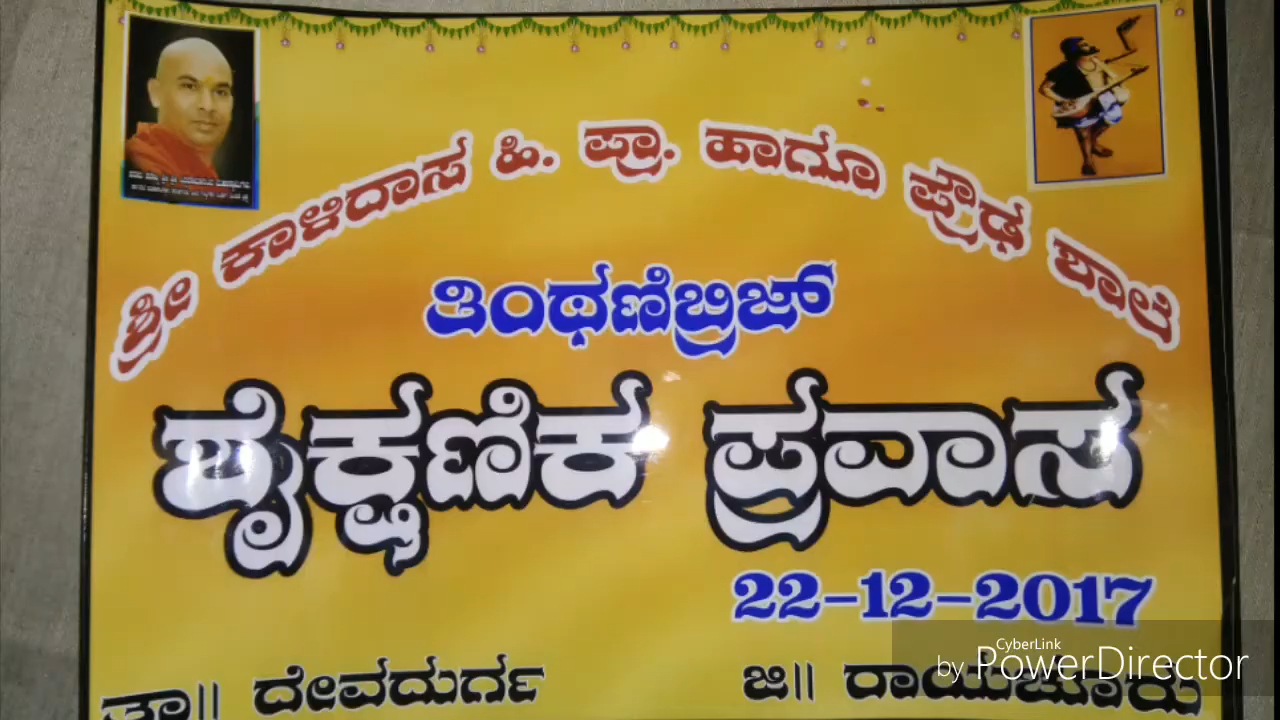 ಶ್ರೀ ಕಾಳಿದಾಸ ಹಿ. ಪ್ರಾ. ಹಾಗೂ ಪ್ರೌಢ ಶಾಲೆ
ತಿಂಥಣಿಬ್ರಿಜ್
ಶೈಕ್ಷಣಿಕ ಪ್ರವಾಸ
22-12-2017
ತಾ|| ದೇವದುರ್ಗ ಜಿ|| ರಾಯಚೂರು
CyberLink
by PowerDirector